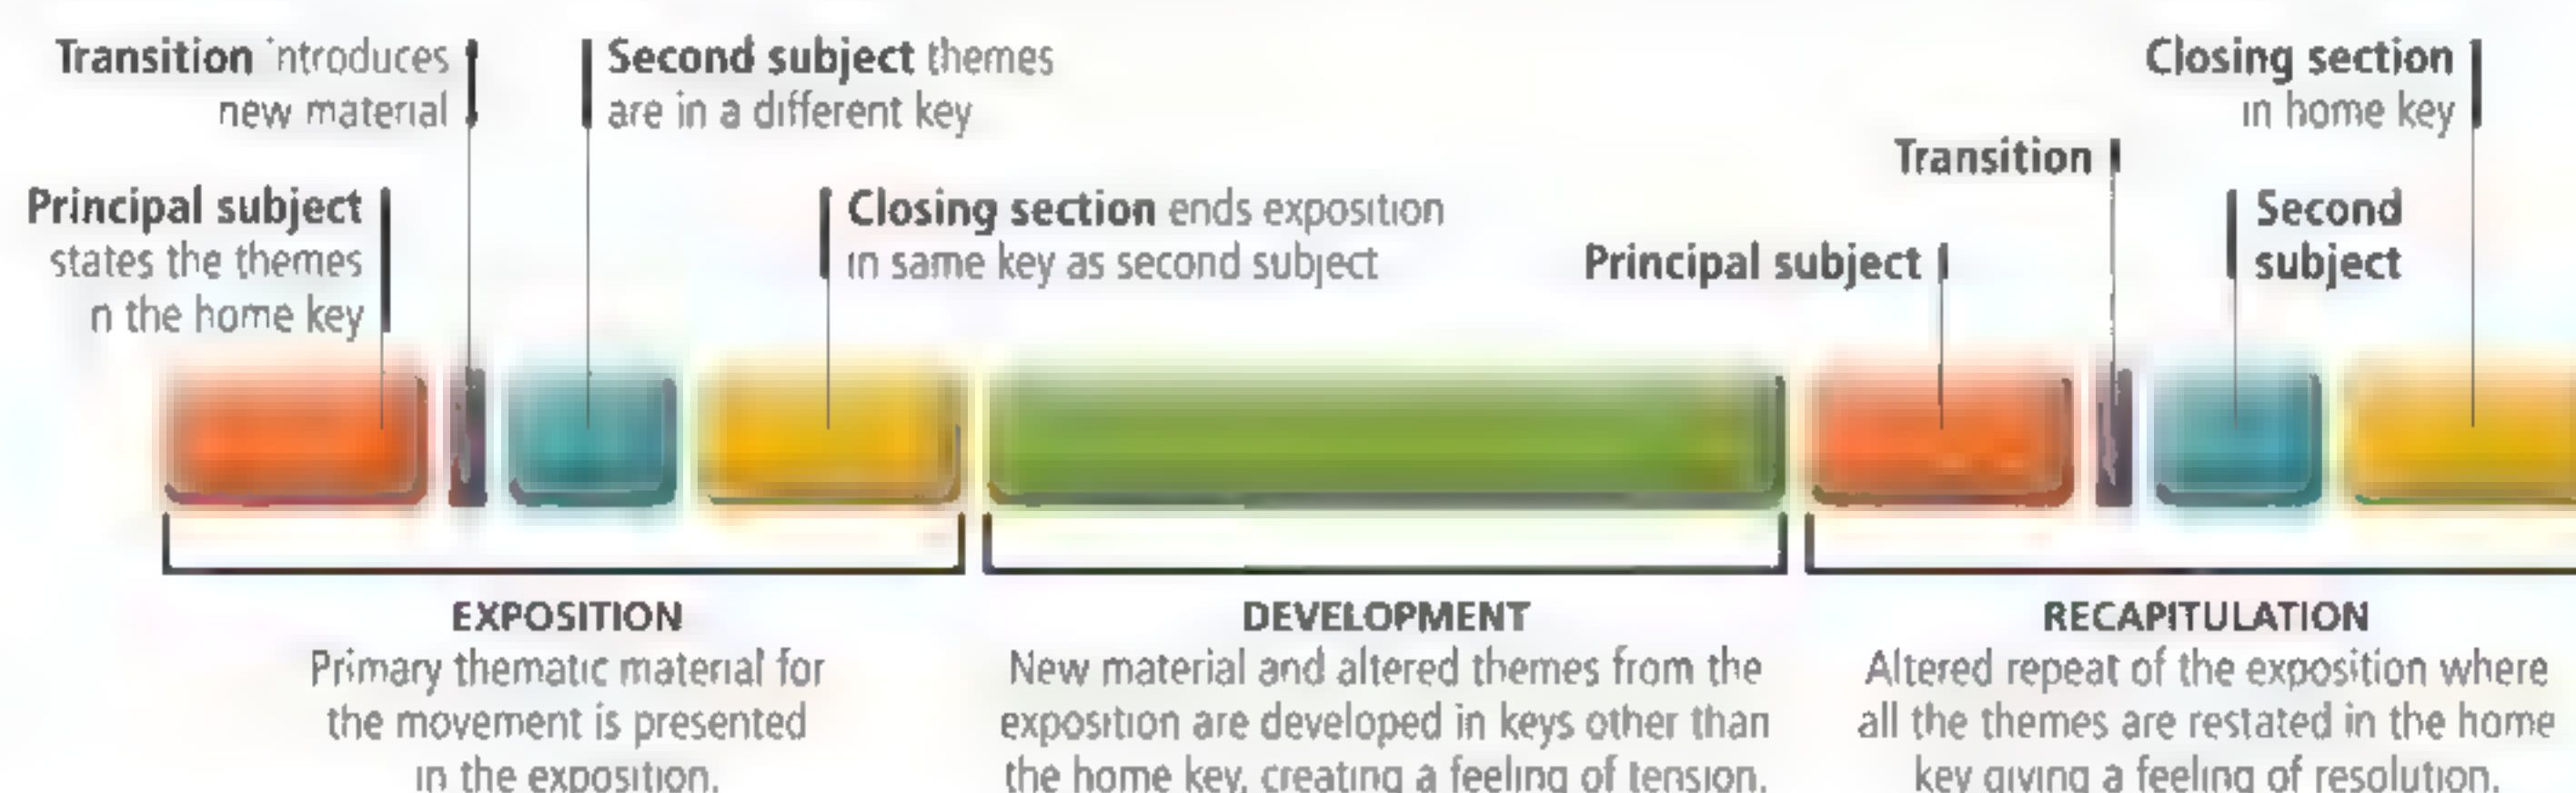 Transition introduces
new material
Second subject themes
are in a different key
Closing section
in home key
Transition
Principal subject
states the themes
n the home key
Closing section ends exposition
in same key as second subject
Principal subject
Second
subject
EXPOSITION
Primary thematic material for
the movement is presented
in the exposition.
DEVELOPMENT
New material and altered themes from the
exposition are developed in keys other than
the home key, creating a feeling of tension.
RECAPITULATION
Altered repeat of the exposition where
all the themes are restated in the home
key giving a feeling of resolution.